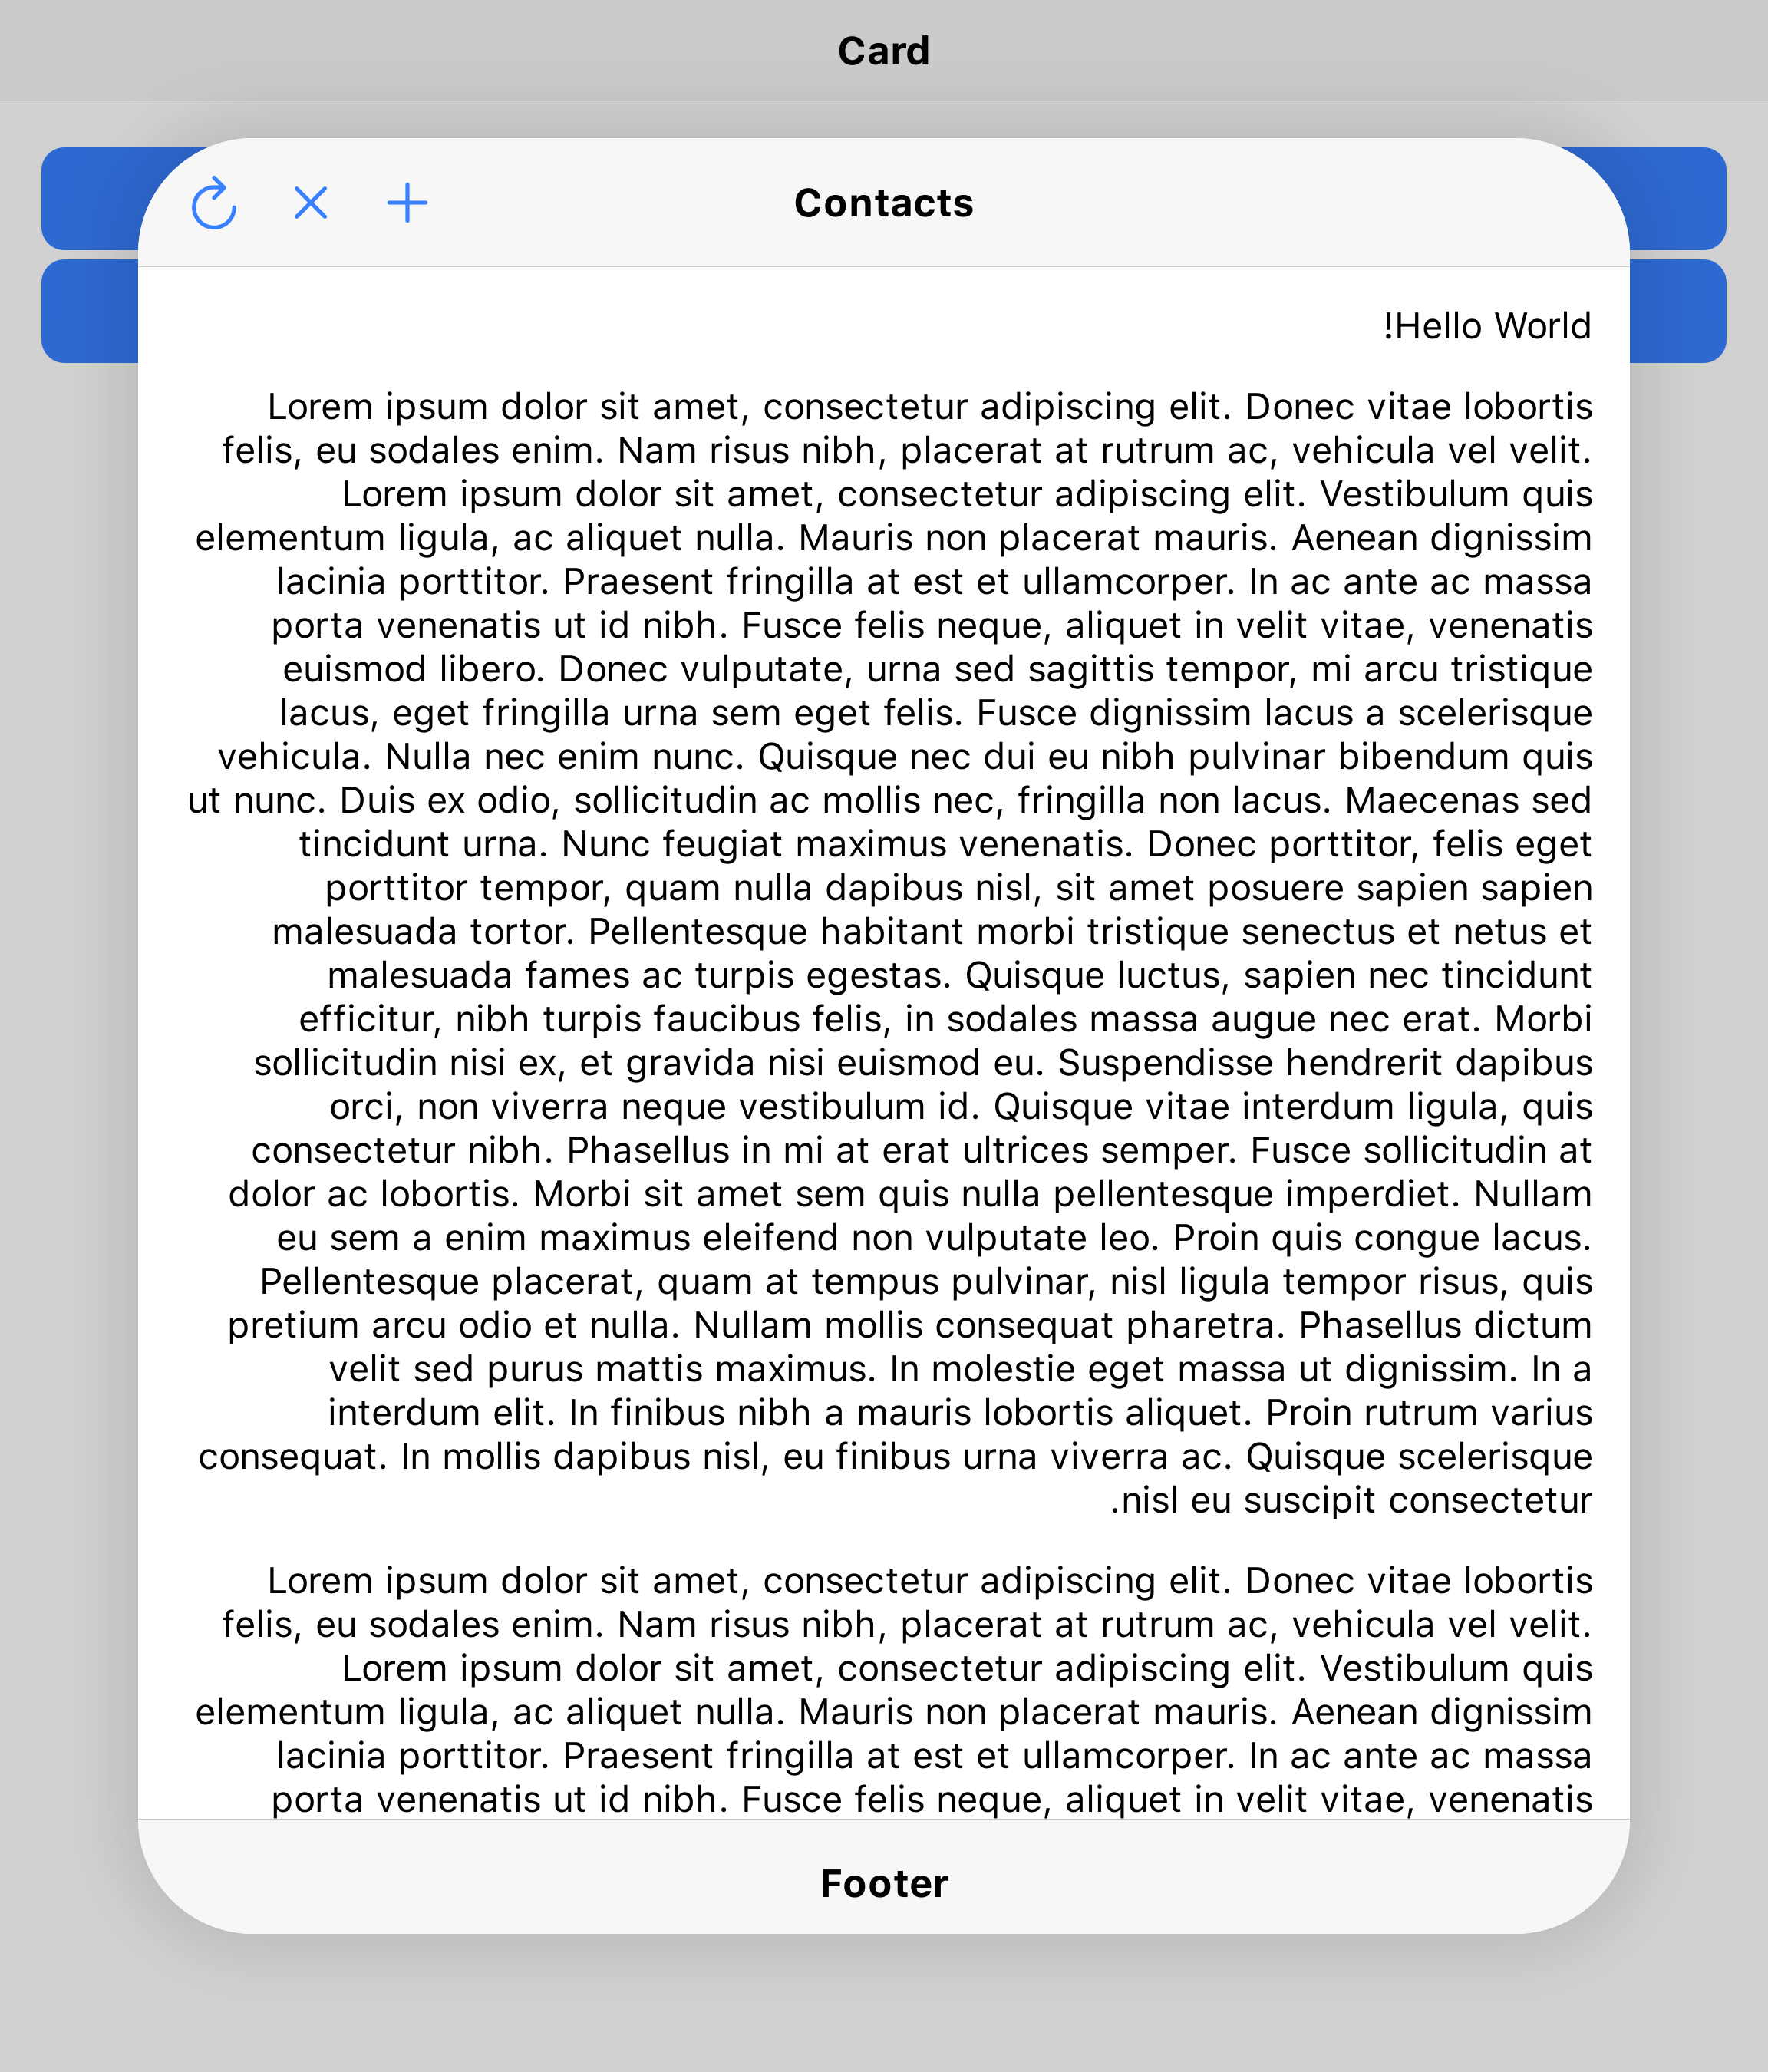 Card
Contacts
!Hello World
Lorem ipsum dolor sit amet, consectetur adipiscing elit. Donec vitae lobortis
felis, eu sodales enim. Nam risus nibh, placerat at rutrum ac, vehicula vel velit.
Lorem ipsum dolor sit amet, consectetur adipiscing elit. Vestibulum quis
elementum ligula, ac aliquet nulla. Mauris non placerat mauris. Aenean dignissim
lacinia porttitor. Praesent fringilla at est et ullamcorper. In ac ante ac massa
porta venenatis ut id nibh. Fusce felis neque, aliquet in velit vitae, venenatis
euismod libero. Donec vulputate, urna sed sagittis tempor, mi arcu tristique
lacus, eget fringilla urna sem eget felis. Fusce dignissim lacus a scelerisque
vehicula. Nulla nec enim nunc. Quisque nec dui eu nibh pulvinar bibendum quis
ut nunc. Duis ex odio, sollicitudin ac mollis nec, fringilla non lacus. Maecenas sed
tincidunt urna. Nunc feugiat maximus venenatis. Donec porttitor, felis eget
porttitor tempor, quam nulla dapibus nisl, sit amet posuere sapien sapien
malesuada tortor. Pellentesque habitant morbi tristique senectus et netus et
malesuada fames ac turpis egestas. Quisque luctus, sapien nec tincidunt
efficitur, nibh turpis faucibus felis, in sodales massa augue nec erat. Morbi
sollicitudin nisi ex, et gravida nisi euismod eu. Suspendisse hendrerit dapibus
orci, non viverra neque vestibulum id. Quisque vitae interdum ligula, quis
consectetur nibh. Phasellus in mi at erat ultrices semper. Fusce sollicitudin at
dolor ac lobortis. Morbi sit amet sem quis nulla pellentesque imperdiet. Nullam
eu sem a enim maximus eleifend non vulputate leo. Proin quis congue lacus.
Pellentesque placerat, quam at tempus pulvinar, nisl ligula tempor risus, quis
pretium arcu odio et nulla. Nullam mollis consequat pharetra. Phasellus dictum
velit sed purus mattis maximus. In molestie eget massa ut dignissim. In a
interdum elit. In finibus nibh a mauris lobortis aliquet. Proin rutrum varius
consequat. In mollis dapibus nisl, eu finibus urna viverra ac. Quisque scelerisque
.nisl eu suscipit consectetur
Lorem ipsum dolor sit amet, consectetur adipiscing elit. Donec vitae lobortis
felis, eu sodales enim. Nam risus nibh, placerat at rutrum ac, vehicula vel velit.
Lorem ipsum dolor sit amet, consectetur adipiscing elit. Vestibulum quis
elementum ligula, ac aliquet nulla. Mauris non placerat mauris. Aenean dignissim
lacinia porttitor. Praesent fringilla at est et ullamcorper. In ac ante ac massa
porta venenatis ut id nibh. Fusce felis neque, aliquet in velit vitae, venenatis
Footer